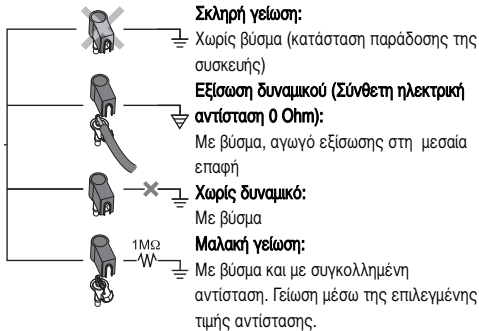 Σκληρή γείωση:
Χωρίς βύσμα (κατάσταση παράδοσης της
συσκευής)
Εξίσωση δυναμικού (Σύνθετη ηλεκτρική
αντίσταση 0 Ohm):
Με βύσμα, αγωγό εξίσωσης στη μεσαία
επαφή
Χωρίς δυναμικό:
Με βύσμα
Μαλακή γείωση:
1MΩ
Με βύσμα και με συγκολλημένη
αντίσταση. Γείωση μέσω της επιλεγμένης
τιμής αντίστασης.